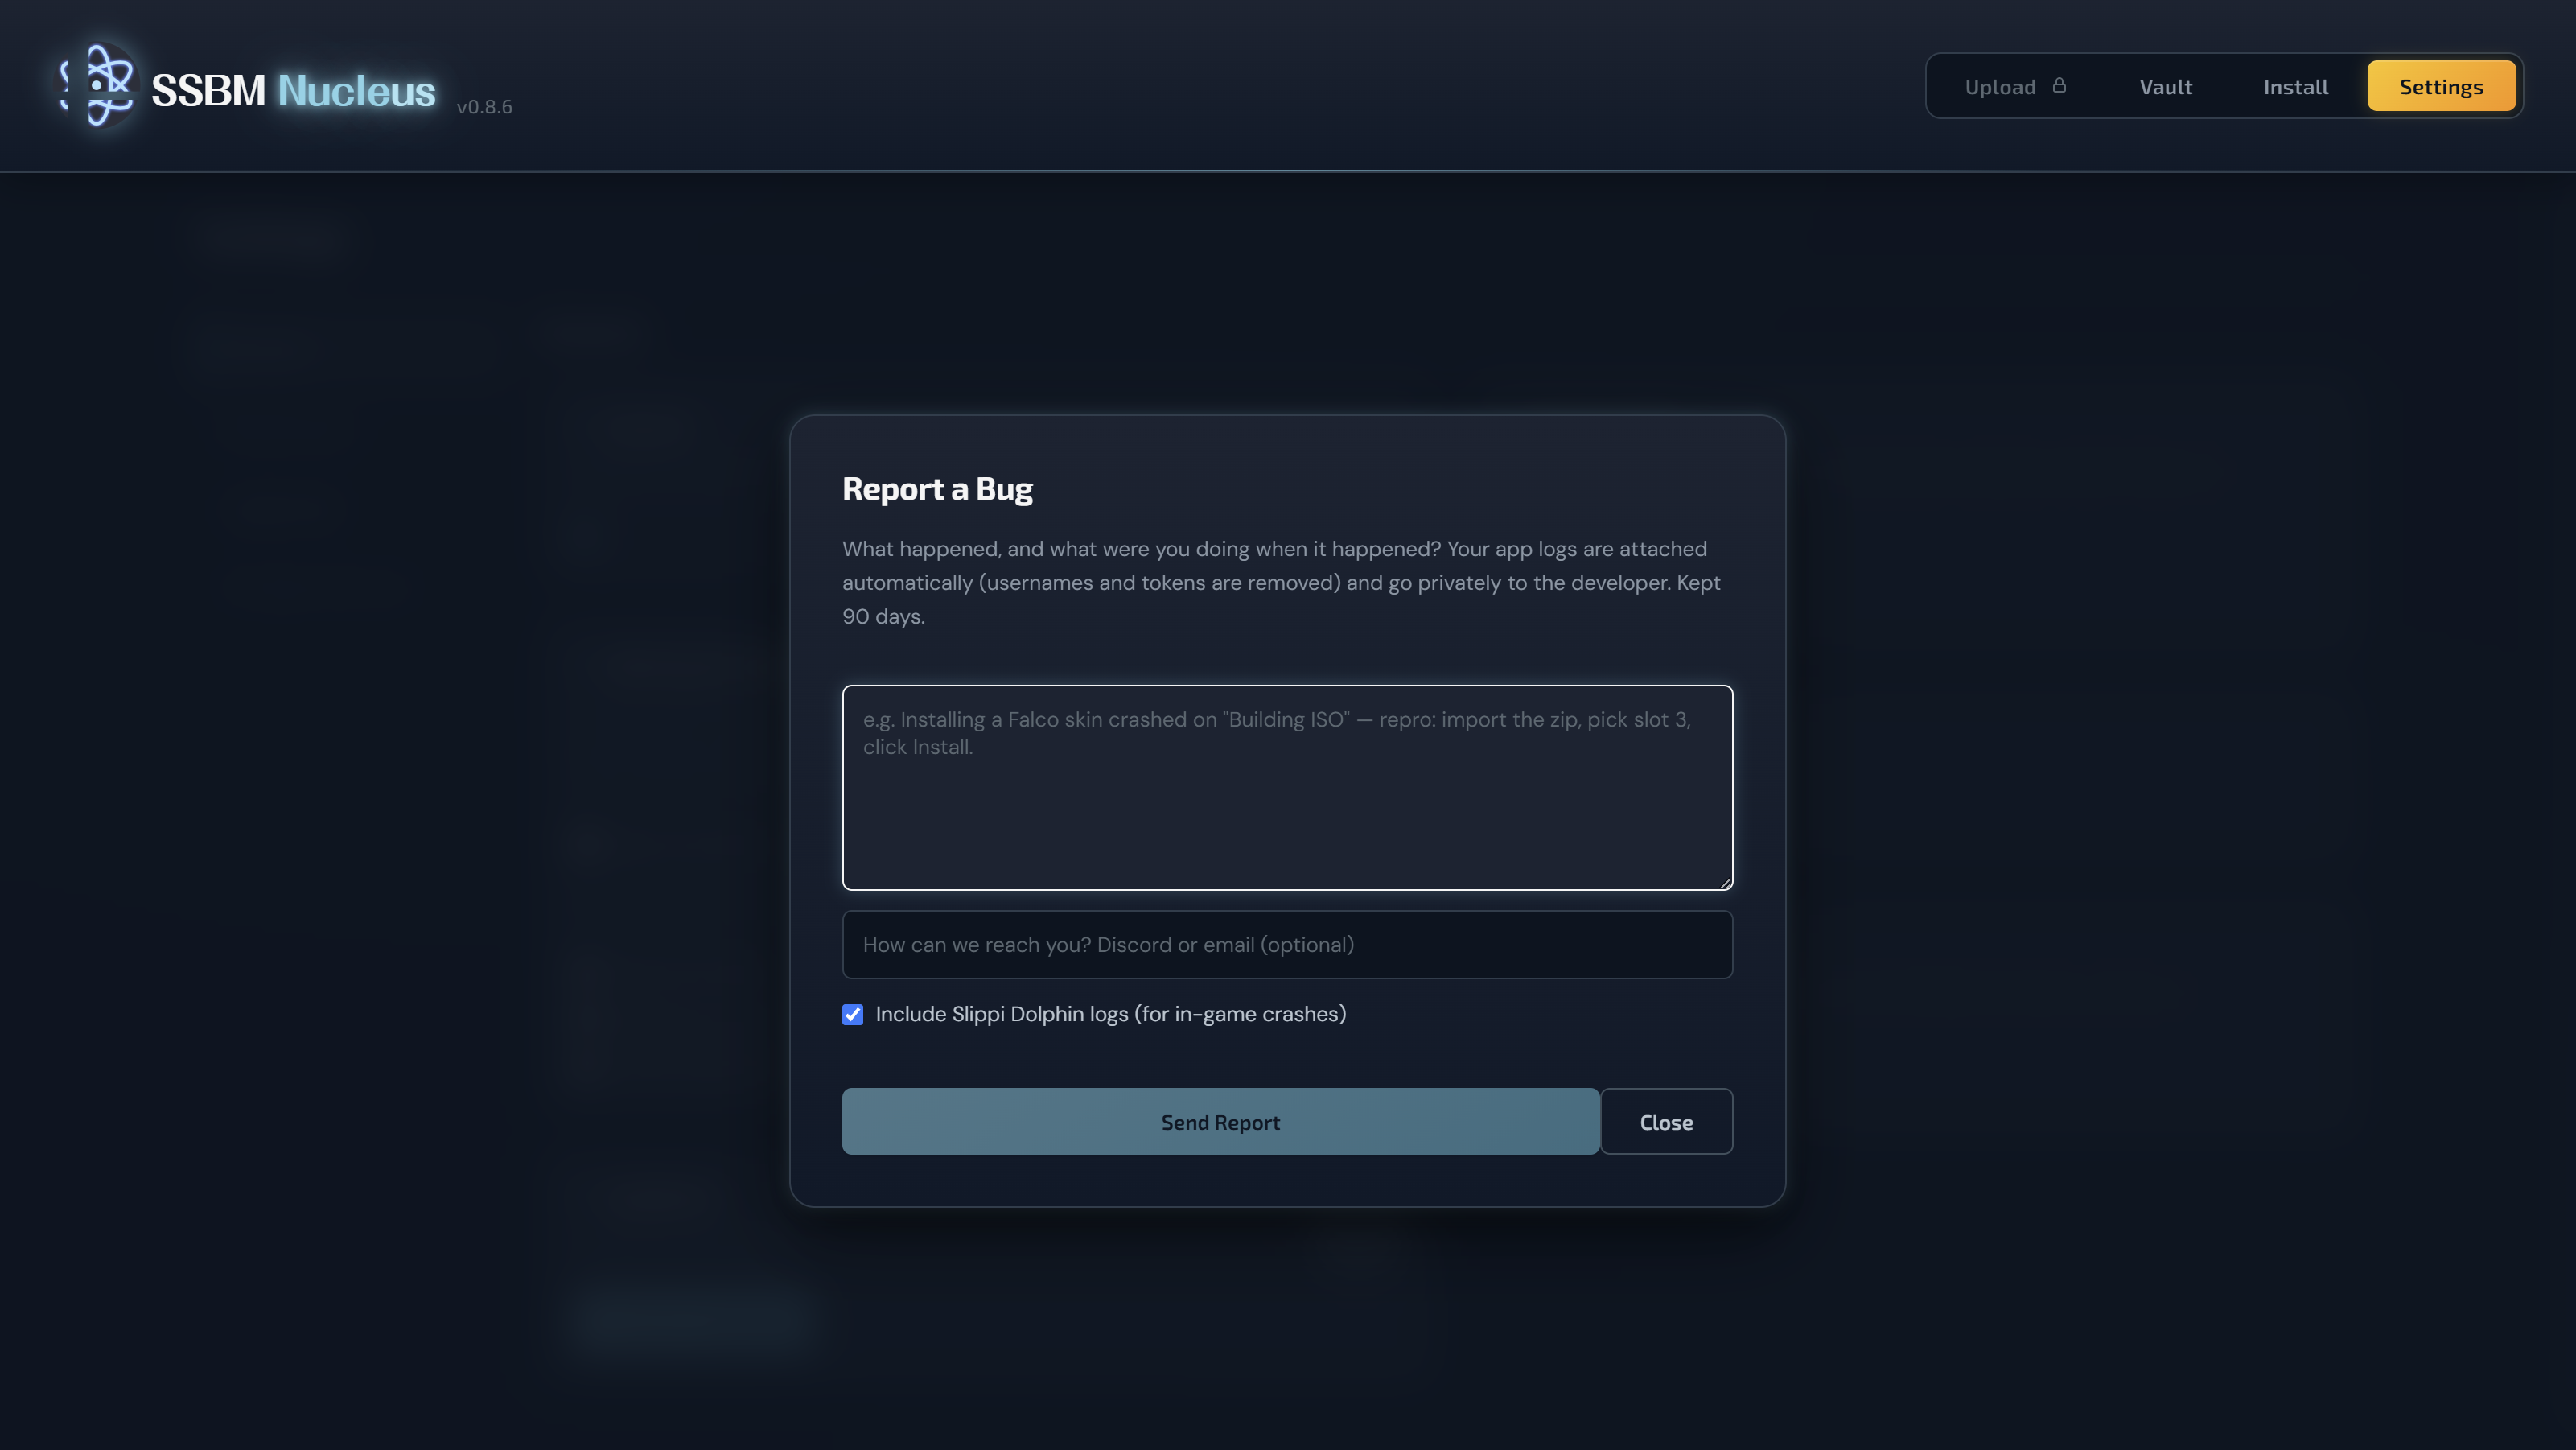 SSBM Nucleus v0.8.6
Upload Vault Install Settings
Report a Bug
What happened, and what were you doing when it happened? Your app logs are attached
automatically (usernames and tokens are removed) and go privately to the developer. Kept
90 days.
e.g. Installing a Falco skin crashed on "Building ISO" — repro: import the zip, pick slot 3,
click Install.
How can we reach you? Discord or email (optional)
Include Slippi Dolphin logs (for in-game crashes)
Send Report Close